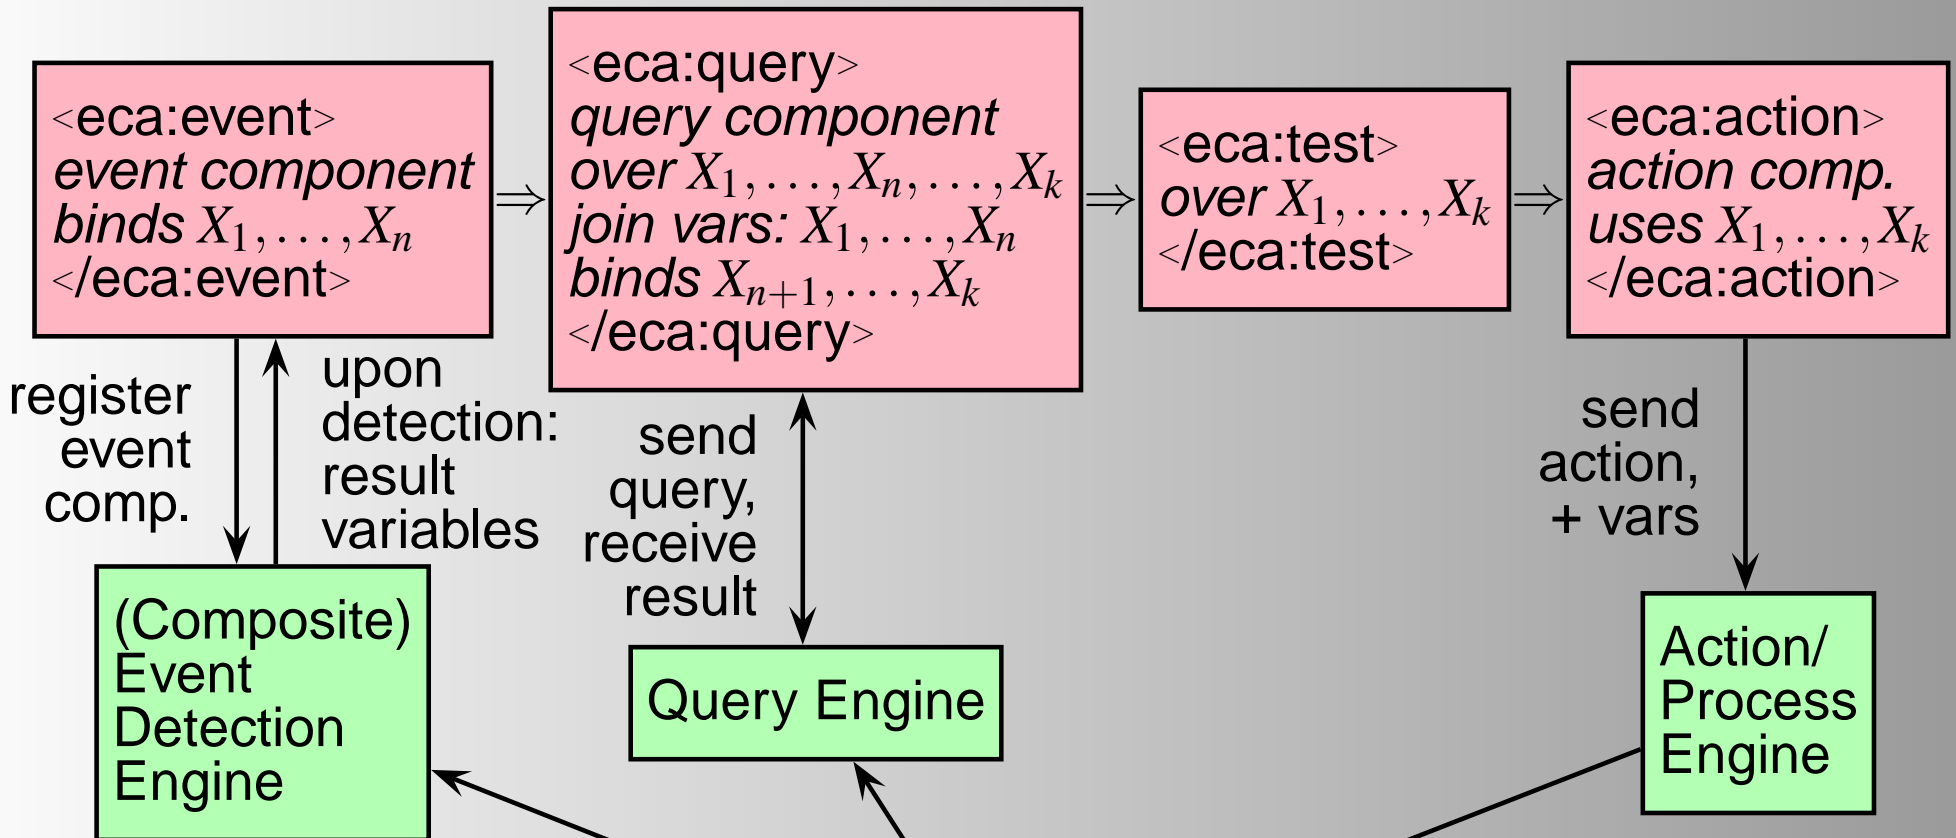 <eca:event>
event component
binds X₁,...,Xₙ
</eca:event>
⇒
<eca:query>
query component
over X₁,...,Xₙ,...,Xₖ
join vars: X₁,...,Xₙ
binds Xₙ₊₁,...,Xₖ
</eca:query>
⇒
<eca:test>
over X₁,...,Xₖ
</eca:test>
⇒
<eca:action>
action comp.
uses X₁,...,Xₖ
</eca:action>
register
event
comp.
upon
detection:
result
variables
send
query,
receive
result
send
action,
+ vars
(Composite)
Event
Detection
Engine
Query Engine
Action/
Process
Engine